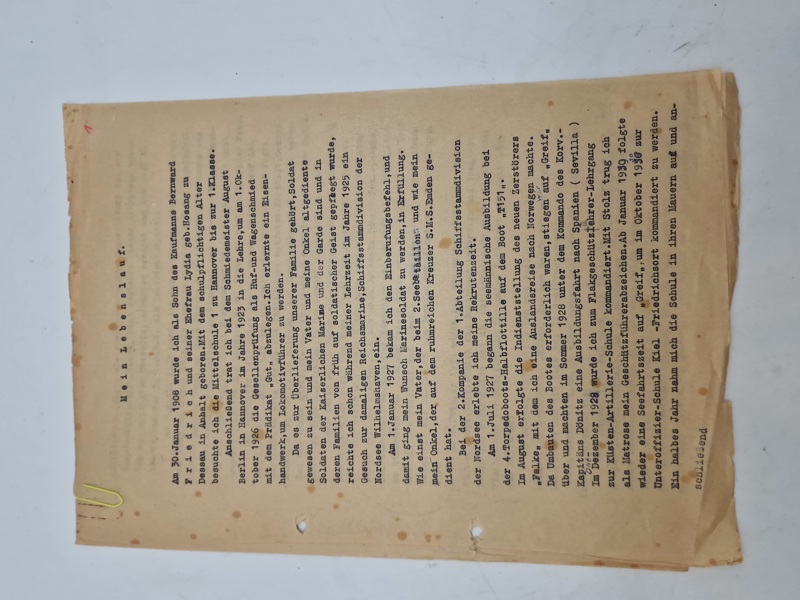 1
Mein Lebenslauf.
Am 30.Januar 1908 wurde ich als Sohn des Kaufmanns Bernward
Friedrich und seiner Ehefrau Lydia geb.Hosang zu
Dessau in Anhalt geboren.Mit dem schulpflichtigen Alter
besuchte ich die Mittelschule 1 zu Hannover bis zur 1.Klasse.
Anschließend trat ich bei dem Schmiedemeister August
Berlin in Hannover im Jahre 1923 in die Lehre,um am 1.Ok-
tober 1926 die Gesellenprüfung als Huf-und Wagenschmied
mit dem Prädikat „Gut„ abzulegen.Ich erlernte ein Eisen-
handwerk,um Lokomotivführer zu werden.
Da es zur Überlieferung unserer Familie gehört,Soldat
gewesen zu sein und mein Vater und meine Onkel altgediente
Soldaten der Kaiserlichen Marine und der Garde sind und in
deren Familien von früh auf soldatischer Geist gepflegt wurde,
reichte ich schon während meiner Lehrzeit im Jahre 1925 ein
Gesuch zur damaligen Reichsmarine,Schiffsstammdivision der
Nordsee Wilhelmshaven,ein.
Am 1.Januar 1927 bekam ich den Einberufungsbefehl,und
damit ging mein Wunsch Marinesoldat zu werden,in Erfüllung.
Wie einst mein Vater,der beim 2.Seebataillon und wie mein
mein Onkel,der auf dem ruhmreichen Kreuzer S.M.S.Emden ge-
dient hat.
Bei der 2.Kompanie der 1.Abteilung Schiffsstammdivision
der Nordsee erlebte ich meine Rekrutenzeit.
Am 1.Juli 1927 begann die seemännische Ausbildung bei
der 4.Torpedoboots-Halbflottille auf dem Boot „T151„.
Im August erfolgte die Indienststellung des neuen Zerstörers
„Falke„ mit dem ich eine Auslandsreise nach Norwegen machte.
Da Umbauten des Bootes erforderlich waren,stiegen auf „Greif„
über und machten im Sommer 1928 unter dem Kommando des Korv.-
Kapitäns Dönitz eine Ausbildungsfahrt nach Spanien ( Sevilla )
Im Dezember 1928 wurde ich zum Flakgeschützführer-Lehrgang
zur Küsten-Artillerie-Schule kommandiert.Mit Stolz trug ich
als Matrose mein Geschützführerabzeichen.Ab Januar 1930 folgte
wieder eine Seefahrtszeit auf „Greif„,um im Oktober 1930 zur
Unteroffizier-Schule Kiel -Friedrichsort kommandiert zu werden.
Ein halbes Jahr nahm mich die Schule in ihren Mauern auf und an-
schließend